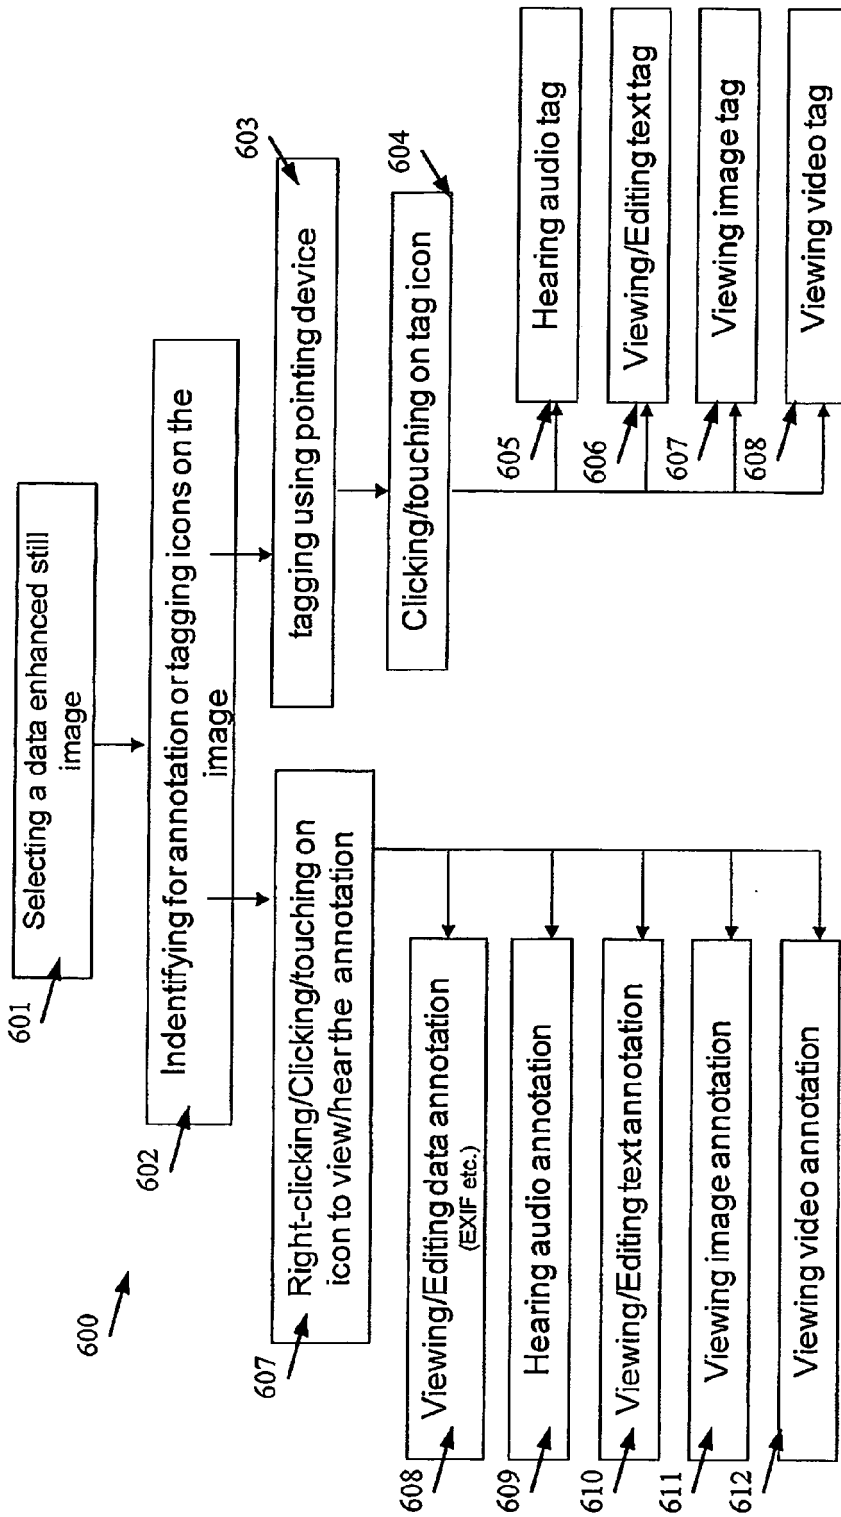 600
601
Selecting a data enhanced still
image
602
Indentifying for annotation or tagging icons on the
image
607
Right-clicking/Clicking/touching on
icon to view/hear the annotation
608
Viewing/Editing data annotation
(EXIF etc.)
609
Hearing audio annotation
610
Viewing/Editing text annotation
611
Viewing image annotation
612
Viewing video annotation
603
tagging using pointing device
604
Clicking/touching on tag icon
605
Hearing audio tag
606
Viewing/Editing text tag
607
Viewing image tag
608
Viewing video tag